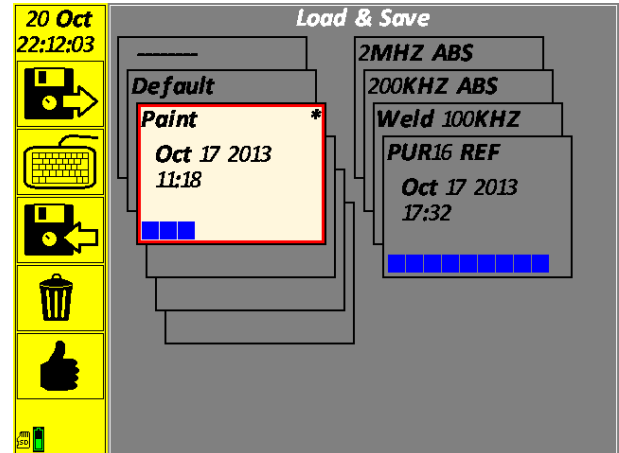 20 Oct
22:12:03
Load & Save
--------
Default
Paint *
Oct 17 2013
11:18
2MHZ ABS
200KHZ ABS
Weld 100KHZ
PUR16 REF
Oct 17 2013
17:32
SD